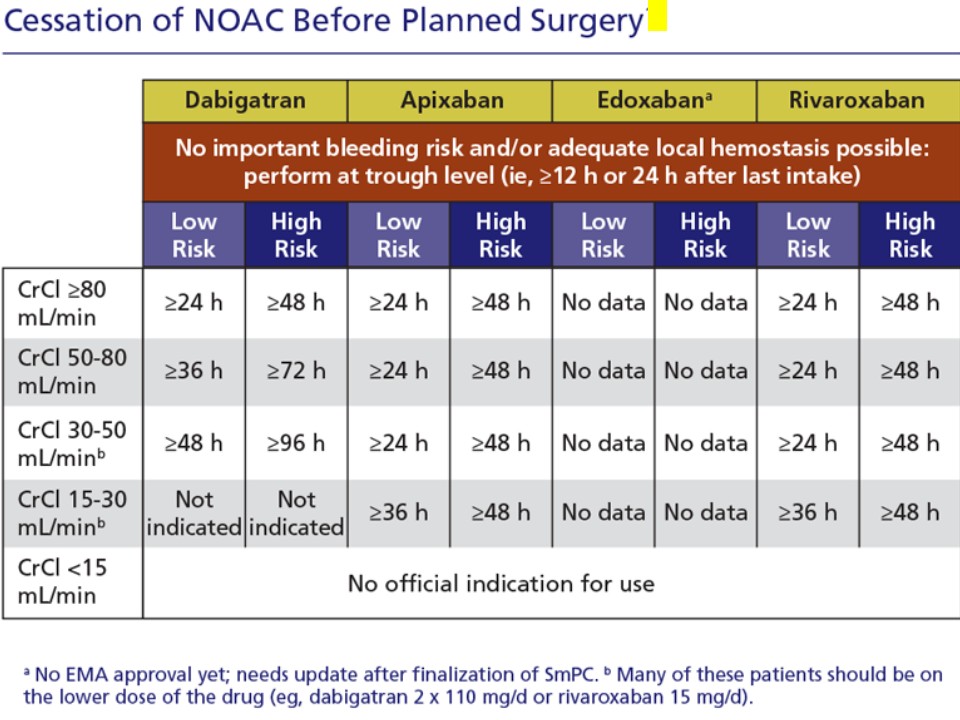 Cessation of NOAC Before Planned Surgery
Dabigatran Apixaban Edoxabanᵃ Rivaroxaban
No important bleeding risk and/or adequate local hemostasis possible:
perform at trough level (ie, ≥12 h or 24 h after last intake)
Low Risk High Risk Low Risk High Risk Low Risk High Risk Low Risk High Risk
CrCl ≥80 mL/min ≥24 h ≥48 h ≥24 h ≥48 h No data No data ≥24 h ≥48 h
CrCl 50-80 mL/min ≥36 h ≥72 h ≥24 h ≥48 h No data No data ≥24 h ≥48 h
CrCl 30-50 mL/minᵇ ≥48 h ≥96 h ≥24 h ≥48 h No data No data ≥24 h ≥48 h
CrCl 15-30 mL/minᵇ Not indicated Not indicated ≥36 h ≥48 h No data No data ≥36 h ≥48 h
CrCl <15 mL/min No official indication for use
ᵃ No EMA approval yet; needs update after finalization of SmPC. ᵇ Many of these patients should be on
the lower dose of the drug (eg, dabigatran 2 x 110 mg/d or rivaroxaban 15 mg/d).